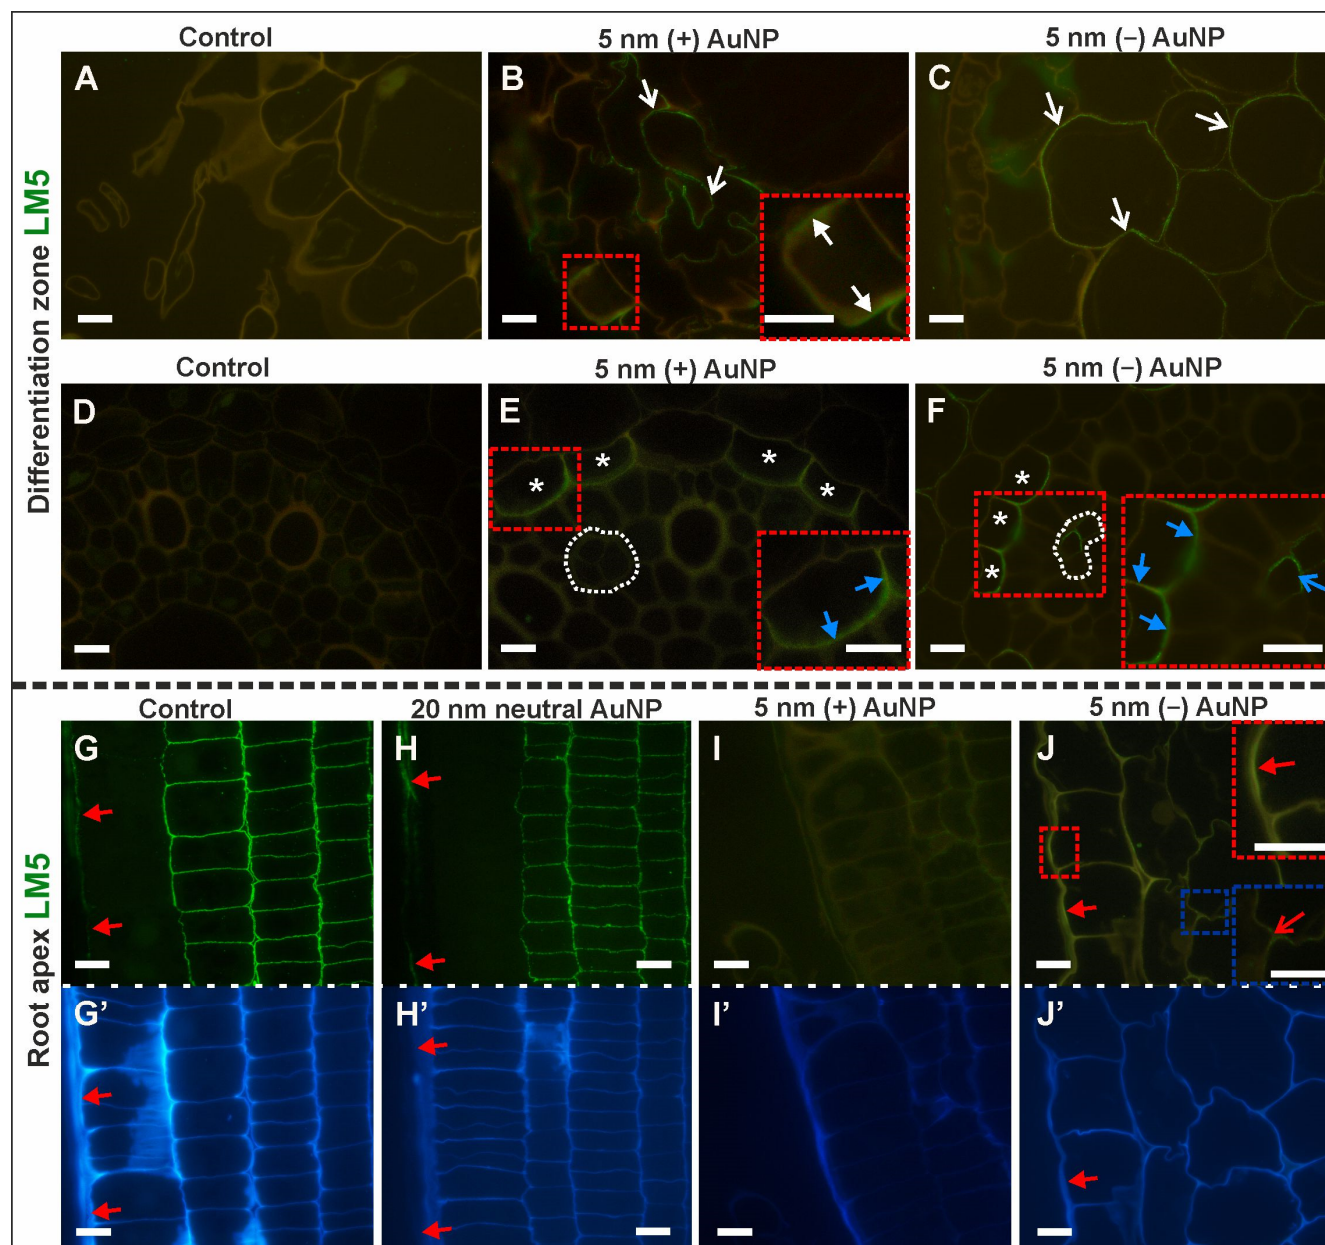 Control
5 nm (+) AuNP
5 nm (−) AuNP
A
B
C
Differentiation zone LM5
Control
5 nm (+) AuNP
5 nm (−) AuNP
D
E
F
*
*
*
*
*
*
*
Control
20 nm neutral AuNP
5 nm (+) AuNP
5 nm (−) AuNP
G
H
I
J
Root apex LM5
G’
H’
I’
J’